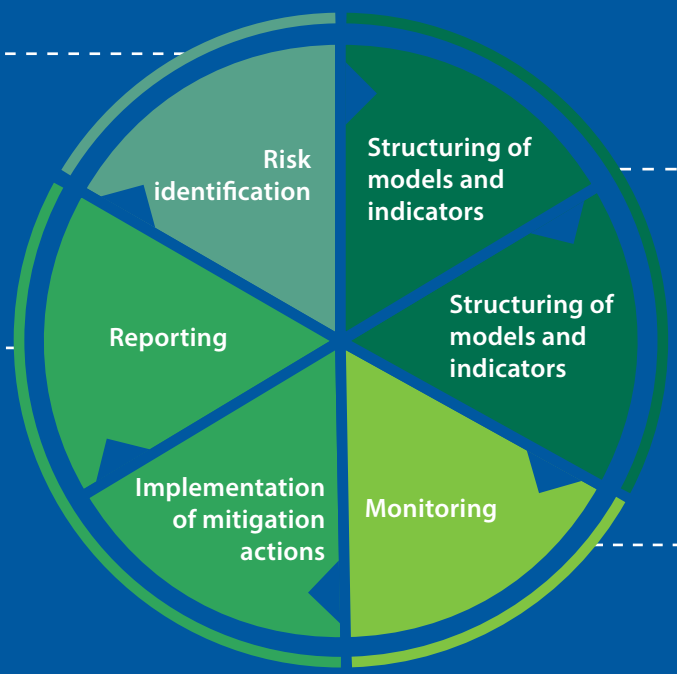 Risk
identification
Structuring of
models and
indicators
Structuring of
models and
indicators
Monitoring
Implementation
of mitigation
actions
Reporting